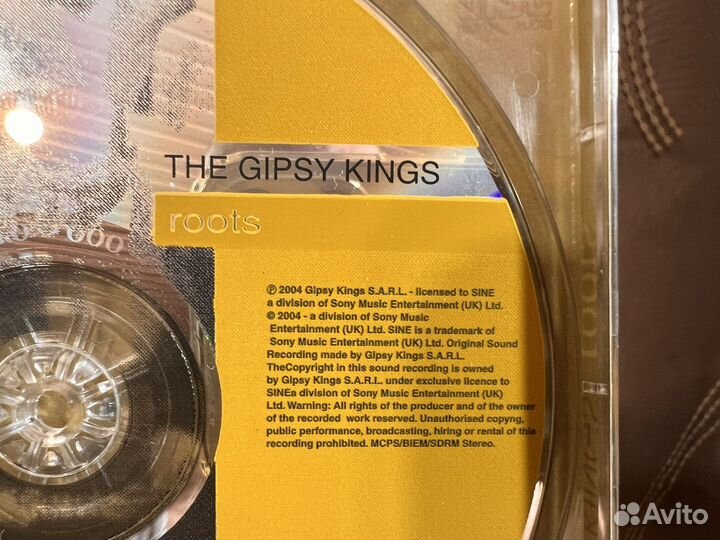 THE GIPSY KINGS
roots
℗ 2004 Gipsy Kings S.A.R.L. - licensed to SINE
a division of Sony Music Entertainment (UK) Ltd.
© 2004 - a division of Sony Music
Entertainment (UK) Ltd. SINE is a trademark of
Sony Music Entertainment (UK) Ltd. Original Sound
Recording made by Gipsy Kings S.A.R.L.
TheCopyright in this sound recording is owned
by Gipsy Kings S.A.R.L. under exclusive licence to
SINEa division of Sony Music Entertainment (UK)
Ltd. Warning: All rights of the producer and of the owner
of the recorded work reserved. Unauthorised copyng,
public performance, broadcasting, hiring or rental of this
recording prohibited. MCPS/BIEM/SDRM Stereo.
Avito